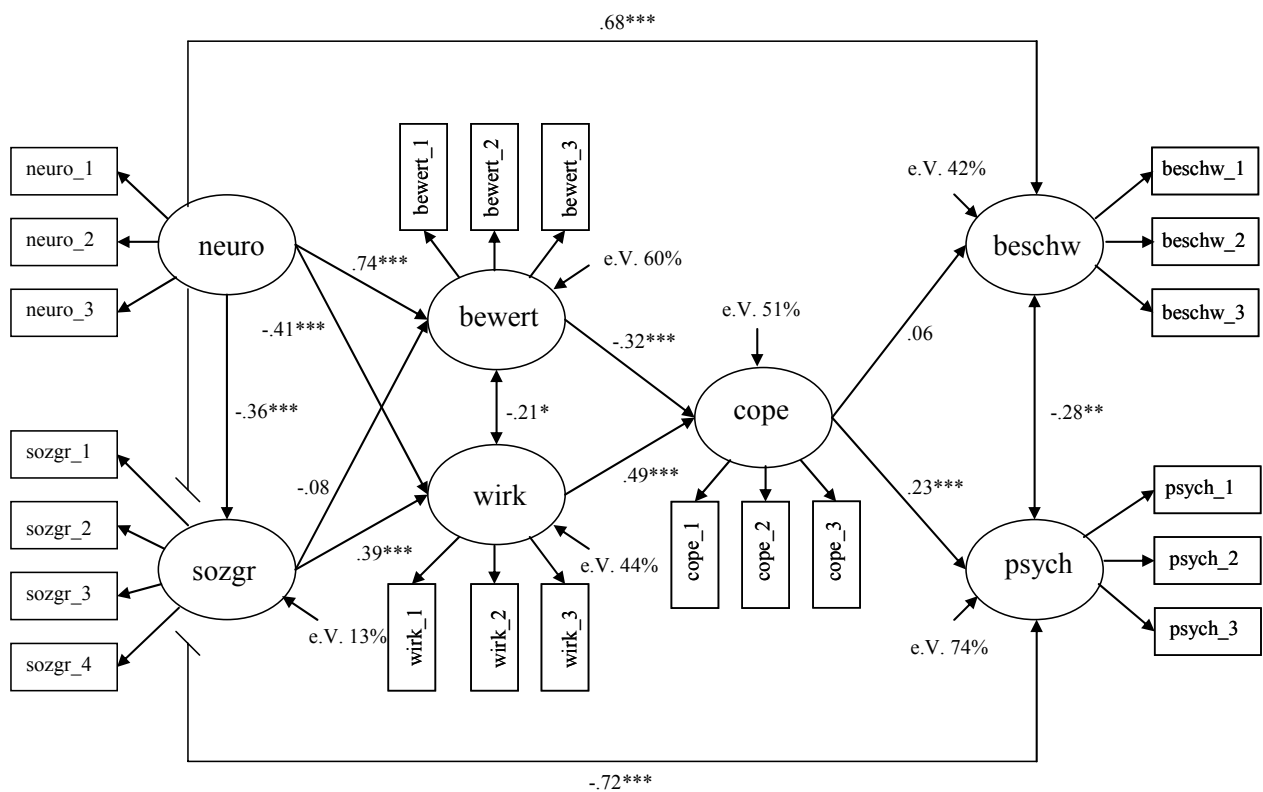 .68***
neuro_1
neuro_2
neuro_3
neuro
bewert_1
bewert_2
bewert_3
e.V. 42%
beschw
beschw_1
beschw_2
beschw_3
.74***
e.V. 60%
bewert
-.41***
-.32***
e.V. 51%
.06
-.36***
-.21*
cope
-.28**
sozgr_1
sozgr_2
sozgr_3
sozgr_4
sozgr
-.08
wirk
.49***
.39***
e.V. 44%
e.V. 13%
wirk_1
wirk_2
wirk_3
cope_1
cope_2
cope_3
.23***
psych
psych_1
psych_2
psych_3
e.V. 74%
-.72***